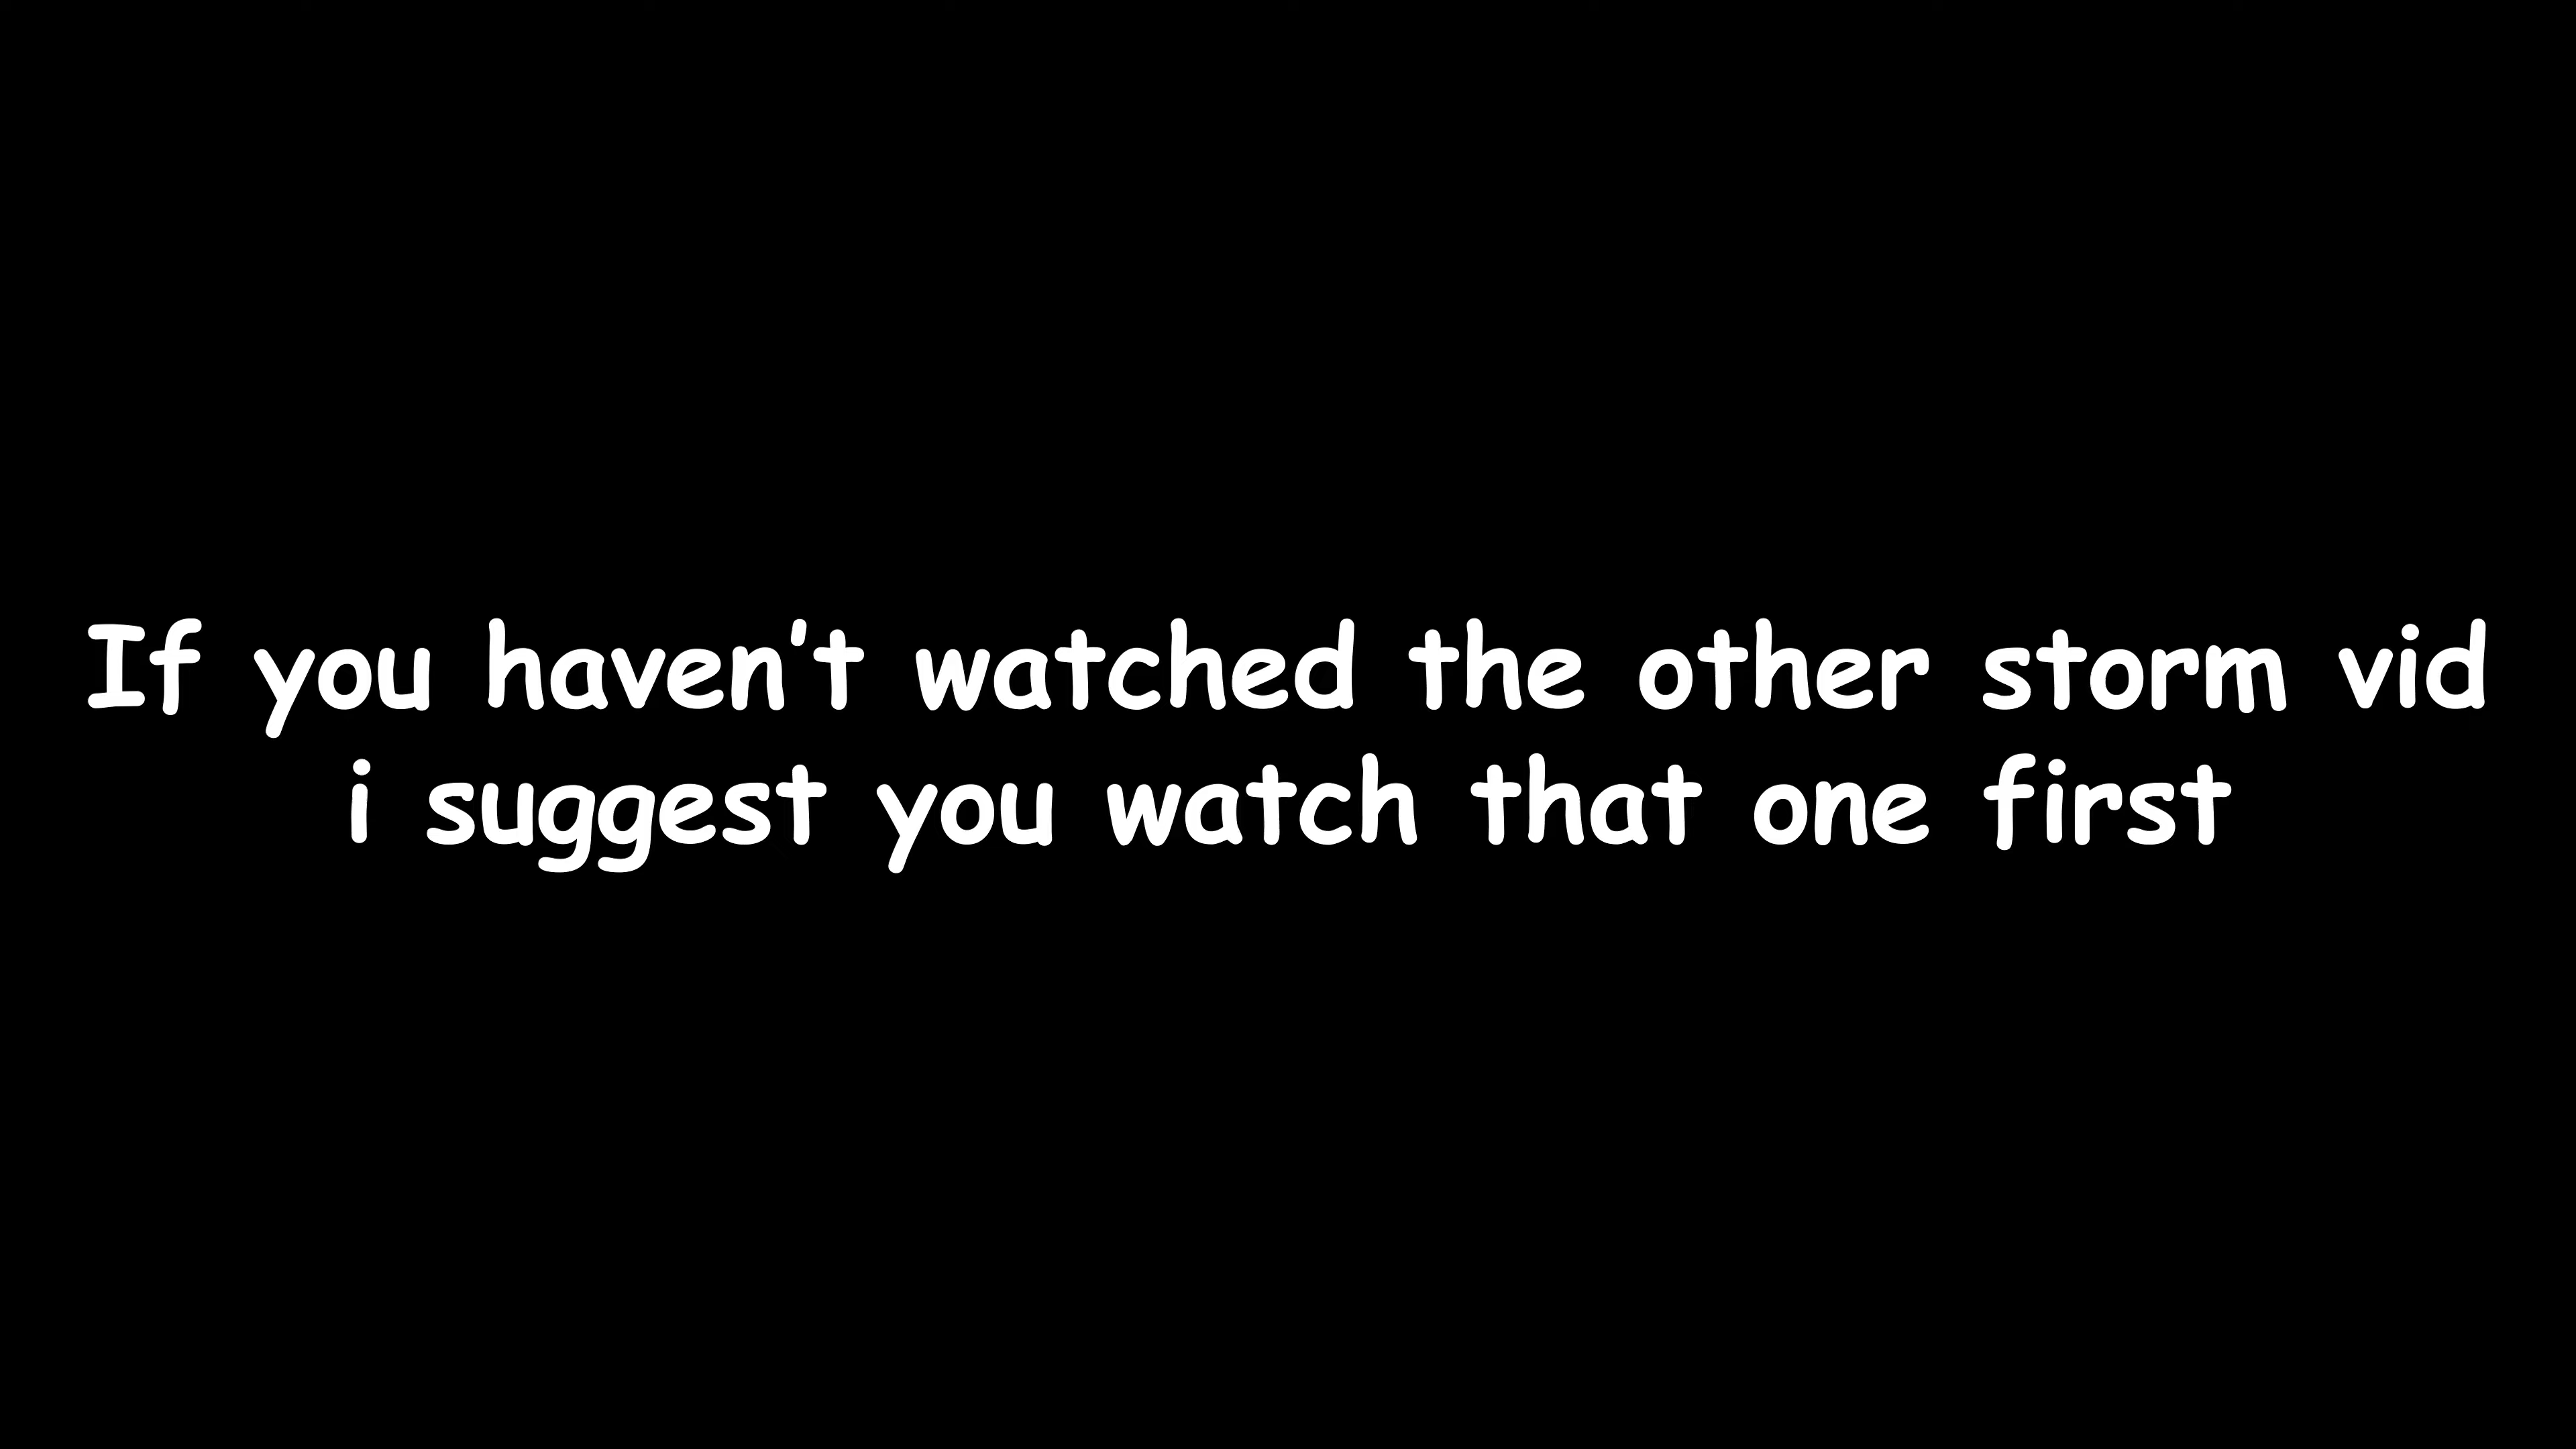 If you haven’t watched the other storm vid
i suggest you watch that one first